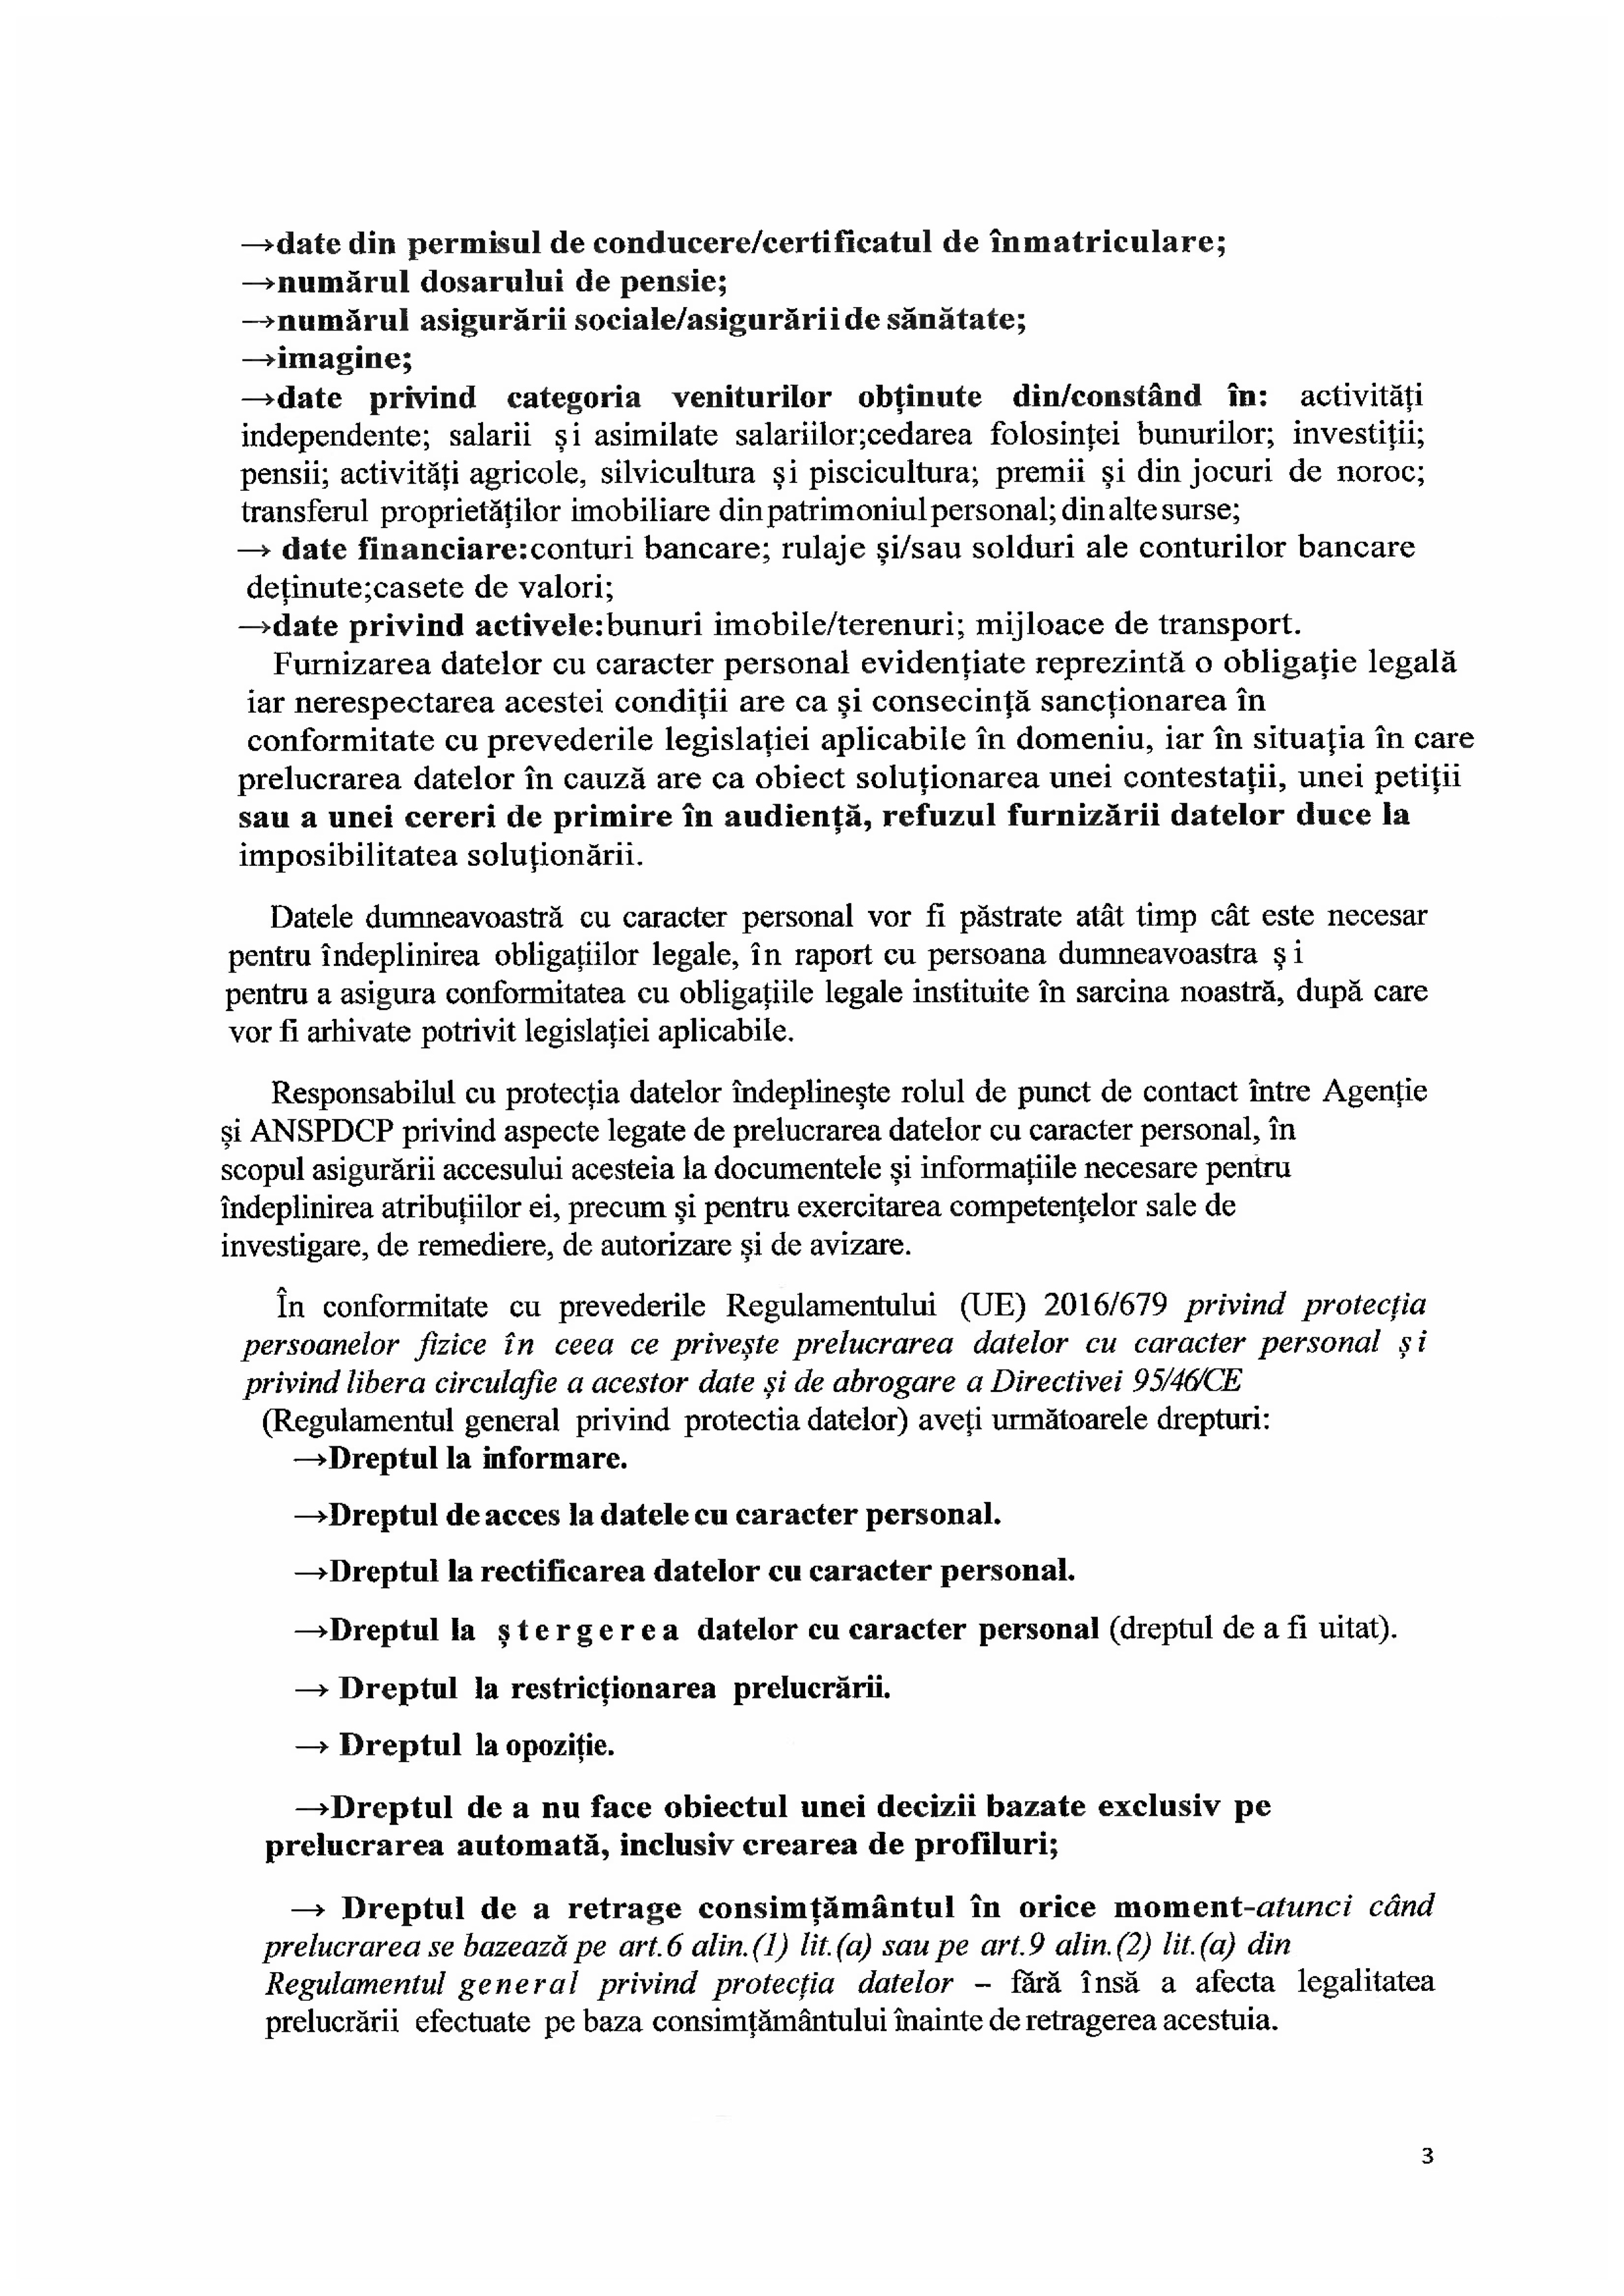 →date din permisul de conducere/certificatul de înmatriculare;
→numărul dosarului de pensie;
→numărul asigurării sociale/asigurării de sănătate;
→imagine;
→date privind categoria veniturilor obținute din/constând în: activități
independente; salarii și asimilate salariilor;cedarea folosinței bunurilor; investiții;
pensii; activități agricole, silvicultura și piscicultura; premii și din jocuri de noroc;
transferul proprietăților imobiliare din patrimoniul personal; din alte surse;
→ date financiare:conturi bancare; rulaje și/sau solduri ale conturilor bancare
deținute;casete de valori;
→date privind activele:bunuri imobile/terenuri; mijloace de transport.
Furnizarea datelor cu caracter personal evidențiate reprezintă o obligație legală
iar nerespectarea acestei condiții are ca și consecință sancționarea în
conformitate cu prevederile legislației aplicabile în domeniu, iar în situația în care
prelucrarea datelor în cauză are ca obiect soluționarea unei contestații, unei petiții
sau a unei cereri de primire în audiență, refuzul furnizării datelor duce la
imposibilitatea soluționării.
Datele dumneavoastră cu caracter personal vor fi păstrate atât timp cât este necesar
pentru îndeplinirea obligațiilor legale, în raport cu persoana dumneavoastra și
pentru a asigura conformitatea cu obligațiile legale instituite în sarcina noastră, după care
vor fi arhivate potrivit legislației aplicabile.
Responsabilul cu protecția datelor îndeplinește rolul de punct de contact între Agenție
și ANSPDCP privind aspecte legate de prelucrarea datelor cu caracter personal, în
scopul asigurării accesului acesteia la documentele și informațiile necesare pentru
îndeplinirea atribuțiilor ei, precum și pentru exercitarea competențelor sale de
investigare, de remediere, de autorizare și de avizare.
În conformitate cu prevederile Regulamentului (UE) 2016/679 privind protecția
persoanelor fizice în ceea ce privește prelucrarea datelor cu caracter personal și
privind libera circulafie a acestor date și de abrogare a Directivei 95/46/CE
(Regulamentul general privind protectia datelor) aveți următoarele drepturi:
→Dreptul la informare.
→Dreptul de acces la datele cu caracter personal.
→Dreptul la rectificarea datelor cu caracter personal.
→Dreptul la ștergerea datelor cu caracter personal (dreptul de a fi uitat).
→ Dreptul la restricționarea prelucrării.
→ Dreptul la opoziție.
→Dreptul de a nu face obiectul unei decizii bazate exclusiv pe
prelucrarea automată, inclusiv crearea de profiluri;
→ Dreptul de a retrage consimțământul în orice moment-atunci când
prelucrarea se bazează pe art.6 alin.(1) lit.(a) sau pe art.9 alin.(2) lit.(a) din
Regulamentul general privind protecția datelor – fără însă a afecta legalitatea
prelucrării efectuate pe baza consimțământului înainte de retragerea acestuia.
3